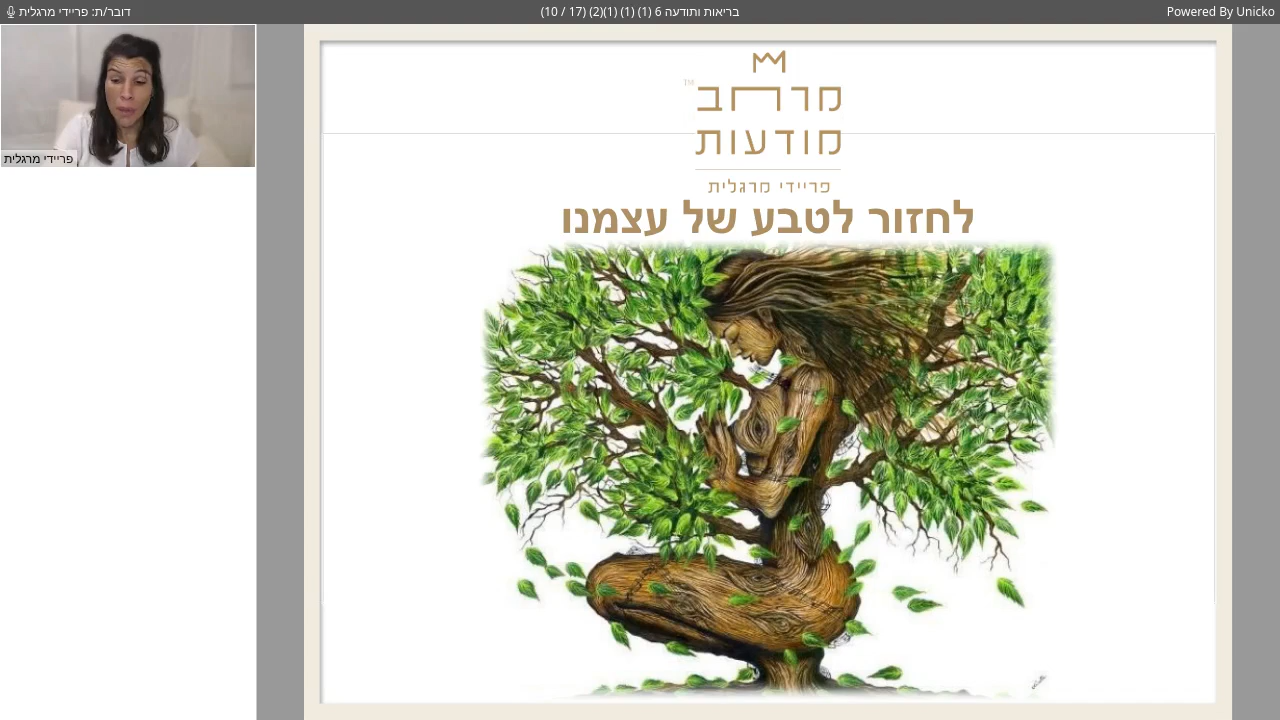 דובר/ת: פריידי מרגלית
בריאות ותודעה 6 (1) (1) (1)(2) (17 / 10)
Powered By Unicko
פריידי מרגלית
TM
מרחב
מודעות
פריידי מרגלית
לחזור לטבע של עצמנו